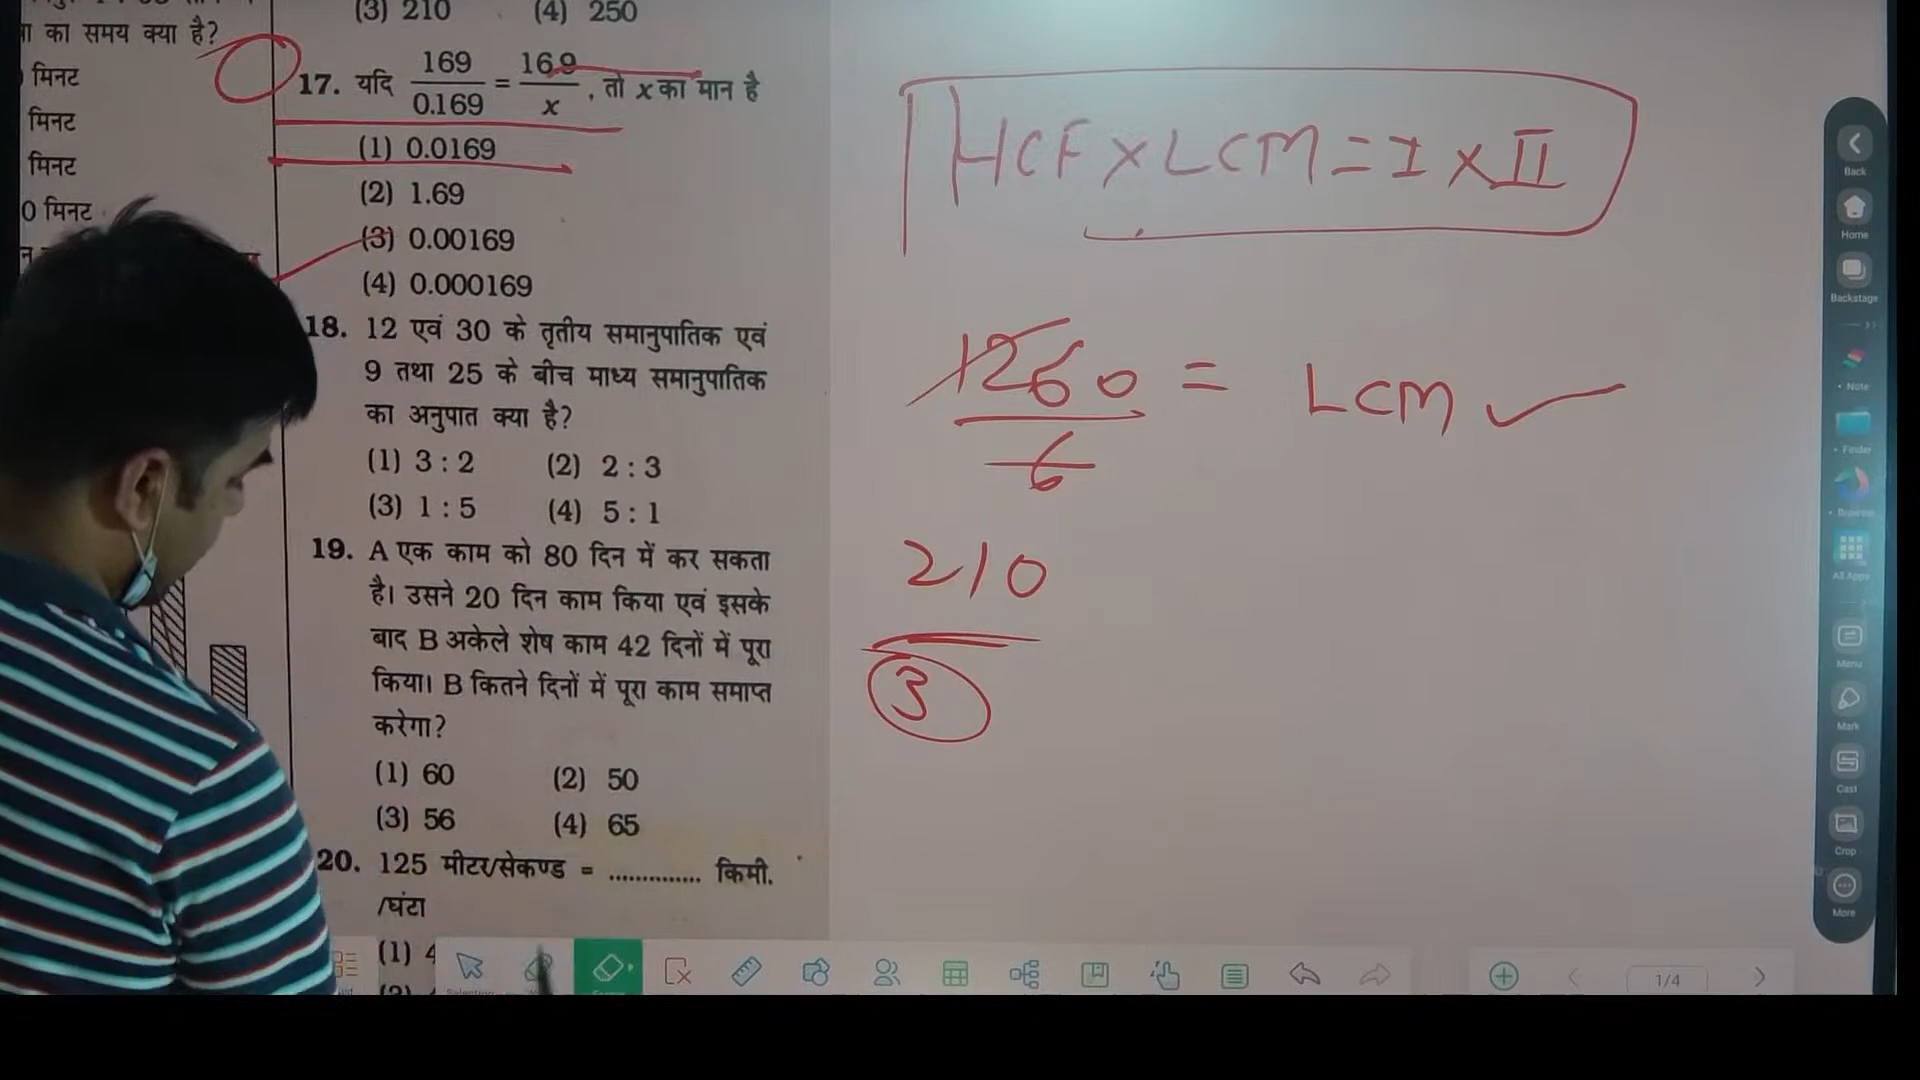 का समय क्या है?
मिनट
मिनट
मिनट
0 मिनट
(3) 210 (4) 250
17. यदि 169/0.169 = 16.9/x, तो x का मान है
(1) 0.0169
(2) 1.69
(3) 0.00169
(4) 0.000169
18. 12 एवं 30 के तृतीय समानुपातिक एवं
9 तथा 25 के बीच माध्य समानुपातिक
का अनुपात क्या है?
(1) 3 : 2 (2) 2 : 3
(3) 1 : 5 (4) 5 : 1
19. A एक काम को 80 दिन में कर सकता
है। उसने 20 दिन काम किया एवं इसके
बाद B अकेले शेष काम 42 दिनों में पूरा
किया। B कितने दिनों में पूरा काम समाप्त
करेगा?
(1) 60 (2) 50
(3) 56 (4) 65
20. 125 मीटर/सेकण्ड = .............. किमी.
/घंटा
(1) 4
HCF × LCM = I × II
1260/6 = LCM ✓
210
3
Back
Home
Backstage
Note
Finder
Browser
All Apps
Menu
Mark
Cast
Crop
More
1/4